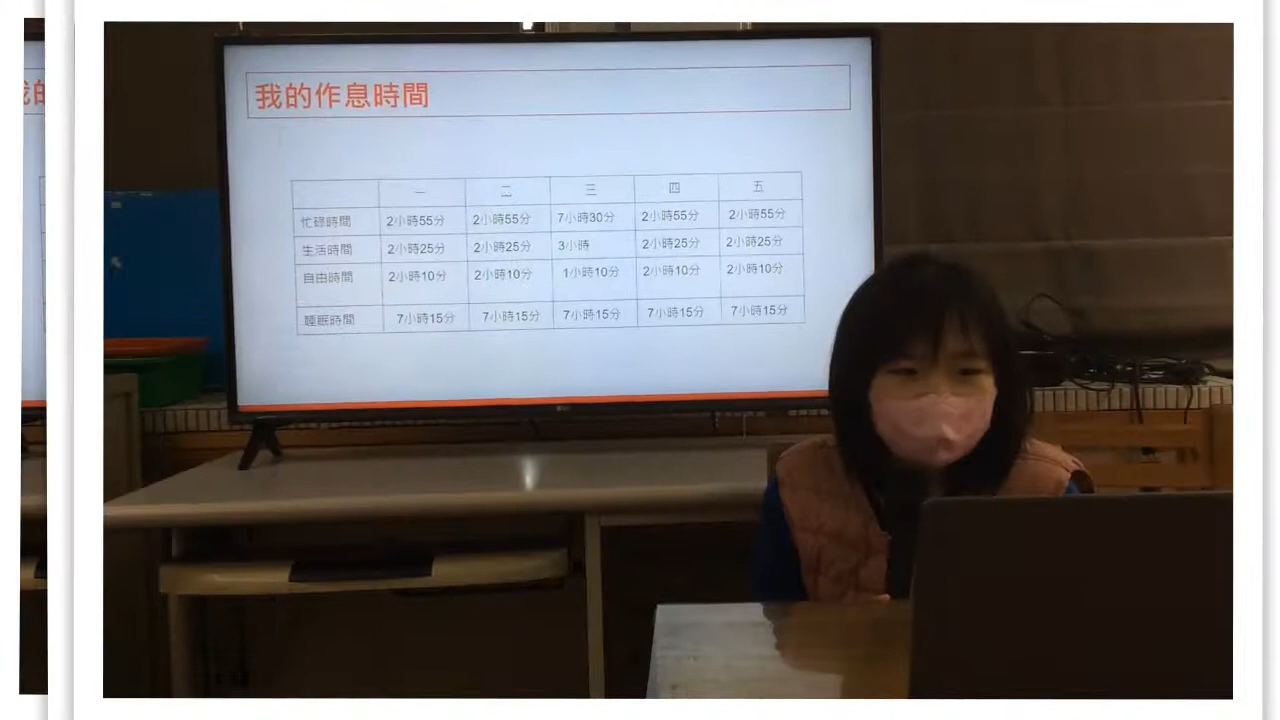 我的作息時間
一 二 三 四 五
忙碌時間 2小時55分 2小時55分 7小時30分 2小時55分 2小時55分
生活時間 2小時25分 2小時25分 3小時 2小時25分 2小時25分
自由時間 2小時10分 2小時10分 1小時10分 2小時10分 2小時10分
睡眠時間 7小時15分 7小時15分 7小時15分 7小時15分 7小時15分